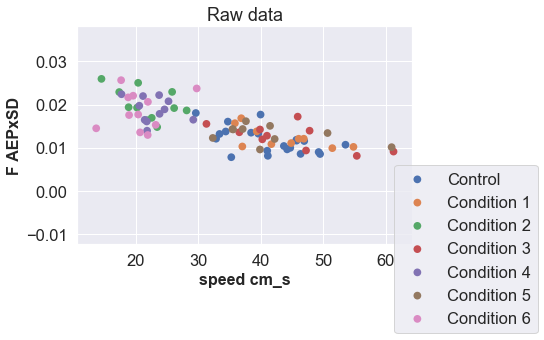 Raw data
F AEPxSD
0.03
0.02
0.01
0.00
−0.01
20
30
40
50
60
speed cm_s
Control
Condition 1
Condition 2
Condition 3
Condition 4
Condition 5
Condition 6